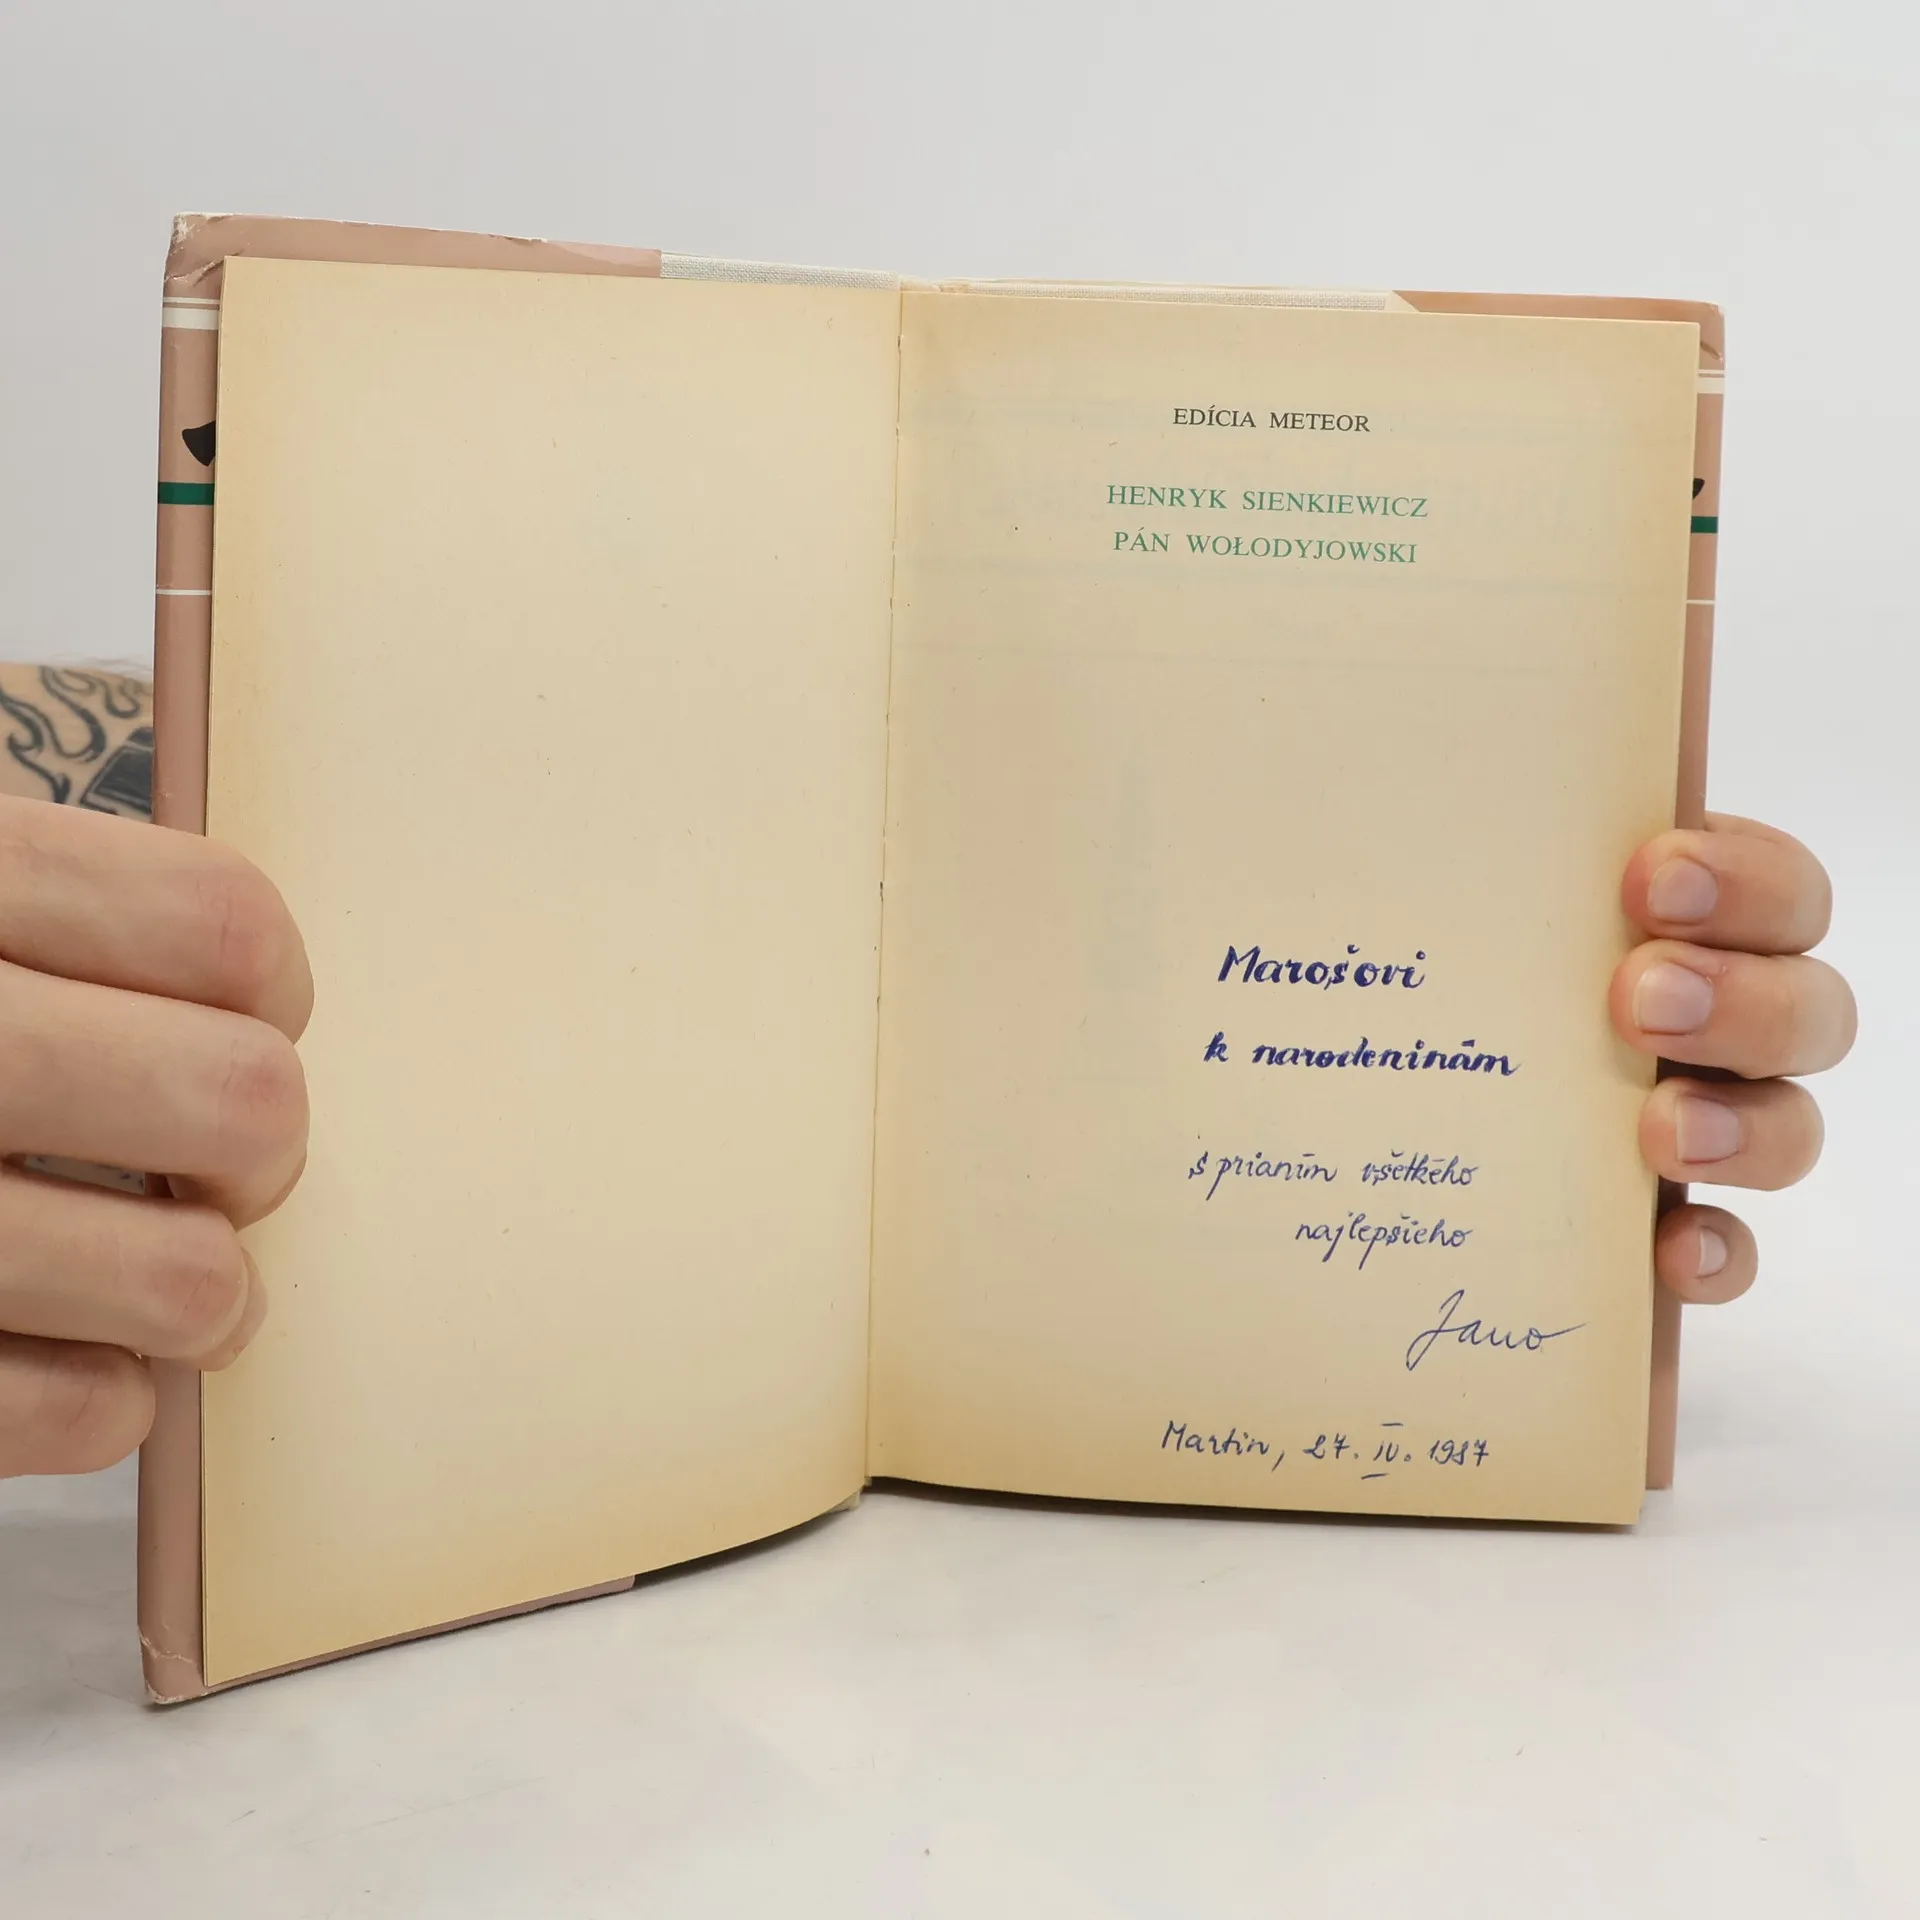 EDÍCIA METEOR
HENRYK SIENKIEWICZ
PÁN WOŁODYJOWSKI
Marošovi
k narodeninám
s prianím všetkého
najlepšieho
Jano
Martin, 27. IV. 1987